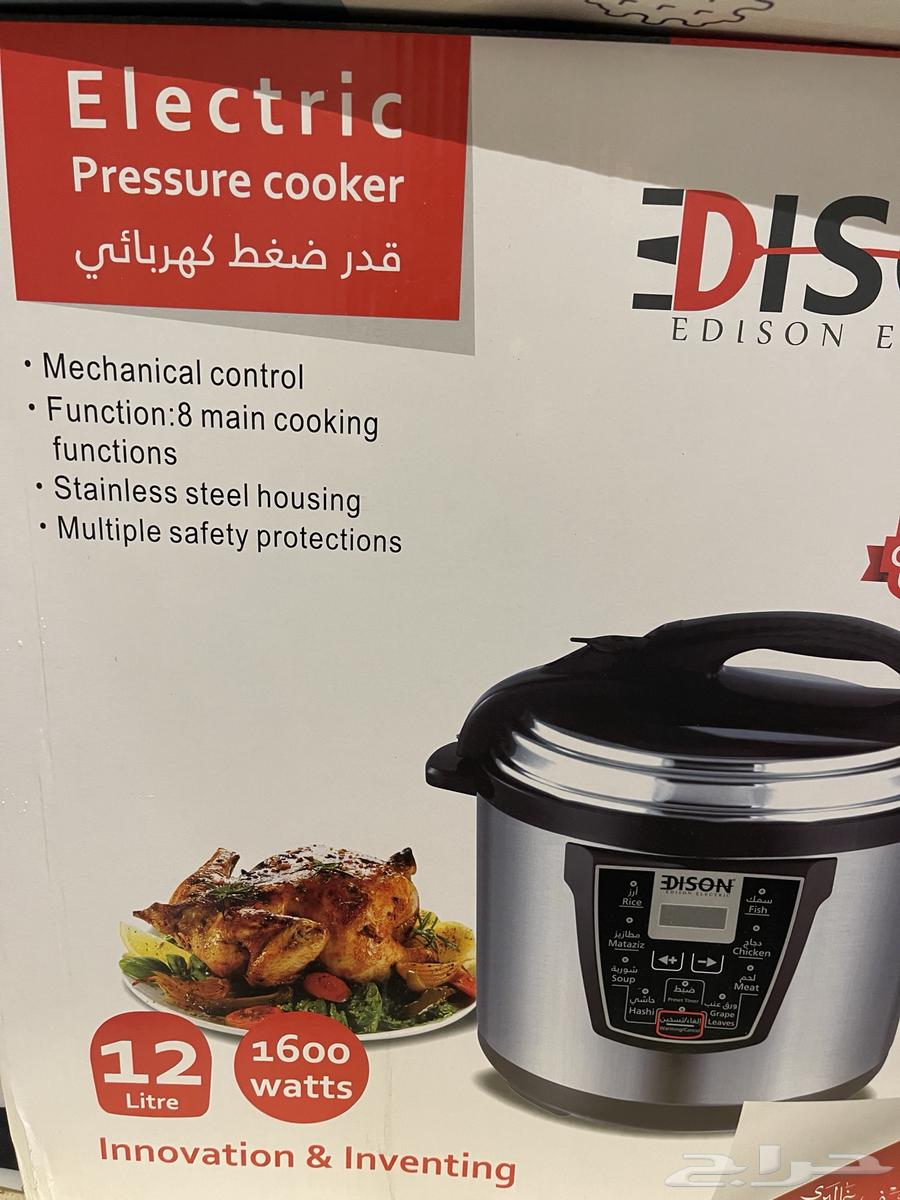 Electric
Pressure cooker
قدر ضغط كهربائي
EDISON E
• Mechanical control
• Function:8 main cooking
functions
• Stainless steel housing
• Multiple safety protections
EDISON
EDISON ELECTRIC
أرز
Rice
سمك
Fish
مطازيز
Mataziz
دجاج
Chicken
شوربة
Soup
لحم
Meat
حاشي
Hashi
ضبط
Preset Timer
ورق عنب
Grape
Leaves
إلغاء/تسخين
Warming/Cancel
12
Litre
1600
watts
Innovation & Inventing
حراج